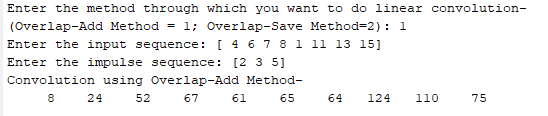 Enter the method through which you want to do linear convolution-
(Overlap-Add Method = 1; Overlap-Save Method=2): 1
Enter the input sequence: [ 4 6 7 8 1 11 13 15]
Enter the impulse sequence: [2 3 5]
Convolution using Overlap-Add Method-
8 24 52 67 61 65 64 124 110 75